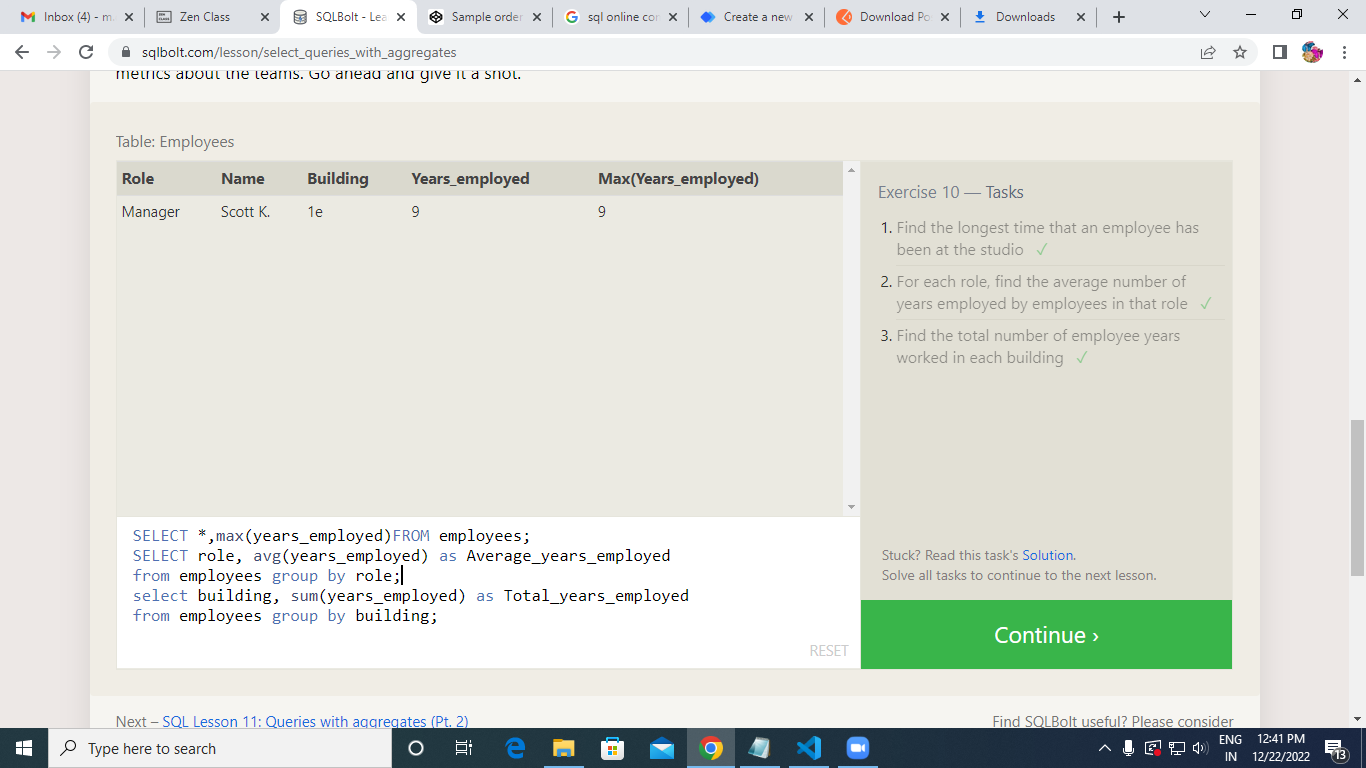 Inbox (4) - m
Zen Class
SQLBolt - Lea
Sample order
sql online cor
Create a new
Download Po
Downloads
sqlbolt.com/lesson/select_queries_with_aggregates
metrics about the teams. Go ahead and give it a shot.
Table: Employees
Role Name Building Years_employed Max(Years_employed)
Manager Scott K. 1e 9 9
Exercise 10 — Tasks
1. Find the longest time that an employee has
been at the studio ✓
2. For each role, find the average number of
years employed by employees in that role ✓
3. Find the total number of employee years
worked in each building ✓
SELECT *,max(years_employed)FROM employees;
SELECT role, avg(years_employed) as Average_years_employed
from employees group by role;
select building, sum(years_employed) as Total_years_employed
from employees group by building;
RESET
Stuck? Read this task's Solution.
Solve all tasks to continue to the next lesson.
Continue ›
Next – SQL Lesson 11: Queries with aggregates (Pt. 2)
Find SQLBolt useful? Please consider
Type here to search
ENG
IN
12:41 PM
12/22/2022
13